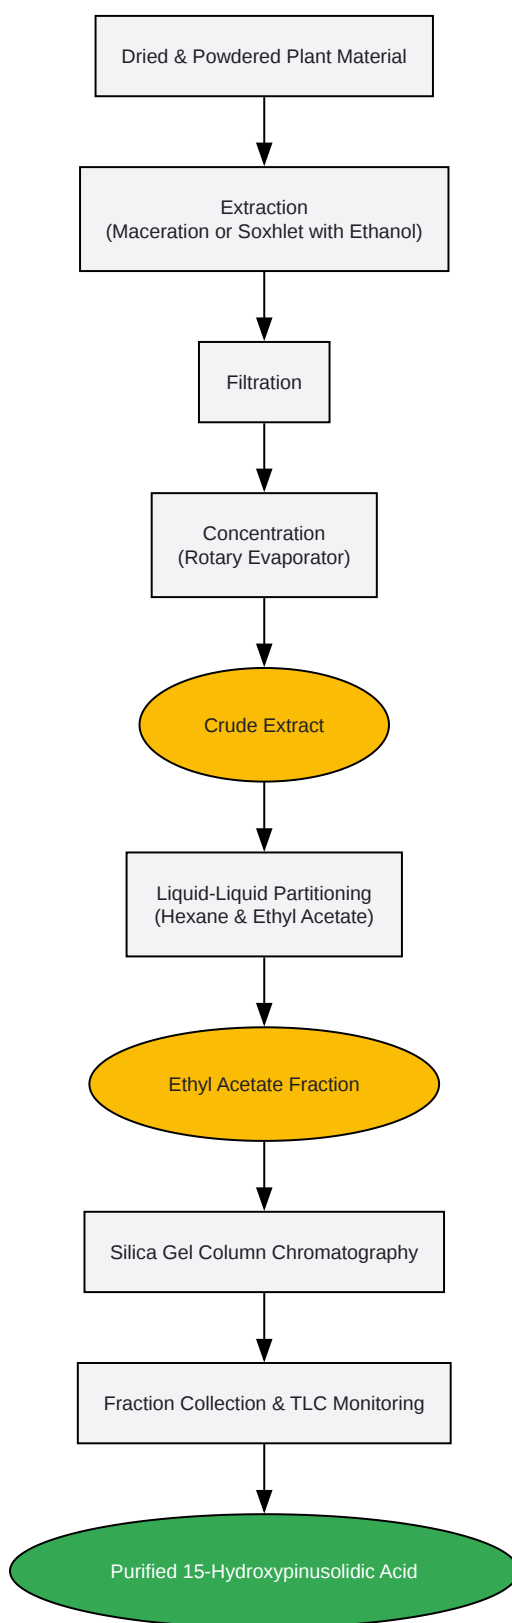 Dried & Powdered Plant Material
Extraction
(Maceration or Soxhlet with Ethanol)
Filtration
Concentration
(Rotary Evaporator)
Crude Extract
Liquid-Liquid Partitioning
(Hexane & Ethyl Acetate)
Ethyl Acetate Fraction
Silica Gel Column Chromatography
Fraction Collection & TLC Monitoring
Purified 15-Hydroxypinusolidic Acid